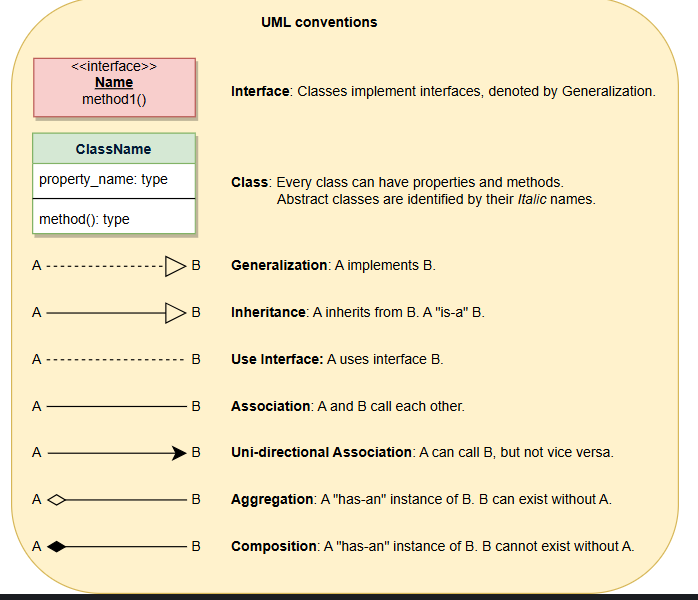 UML conventions
<<interface>>
Name
method1()
Interface: Classes implement interfaces, denoted by Generalization.
ClassName
property_name: type
method(): type
Class: Every class can have properties and methods.
Abstract classes are identified by their Italic names.
A B Generalization: A implements B.
A B Inheritance: A inherits from B. A "is-a" B.
A B Use Interface: A uses interface B.
A B Association: A and B call each other.
A B Uni-directional Association: A can call B, but not vice versa.
A B Aggregation: A "has-an" instance of B. B can exist without A.
A B Composition: A "has-an" instance of B. B cannot exist without A.